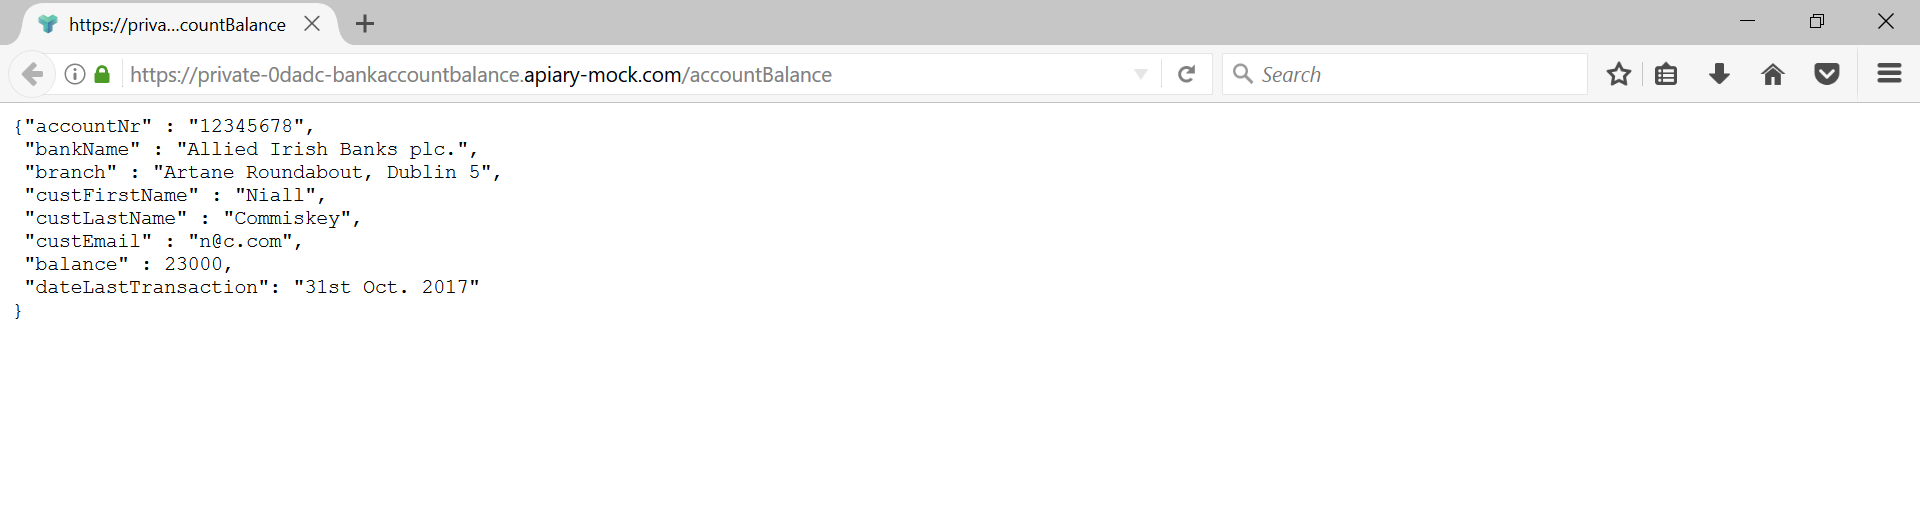 https://priva...countBalance
https://private-0dadc-bankaccountbalance.apiary-mock.com/accountBalance
Search
{"accountNr" : "12345678",
"bankName" : "Allied Irish Banks plc.",
"branch" : "Artane Roundabout, Dublin 5",
"custFirstName" : "Niall",
"custLastName" : "Commiskey",
"custEmail" : "n@c.com",
"balance" : 23000,
"dateLastTransaction": "31st Oct. 2017"
}